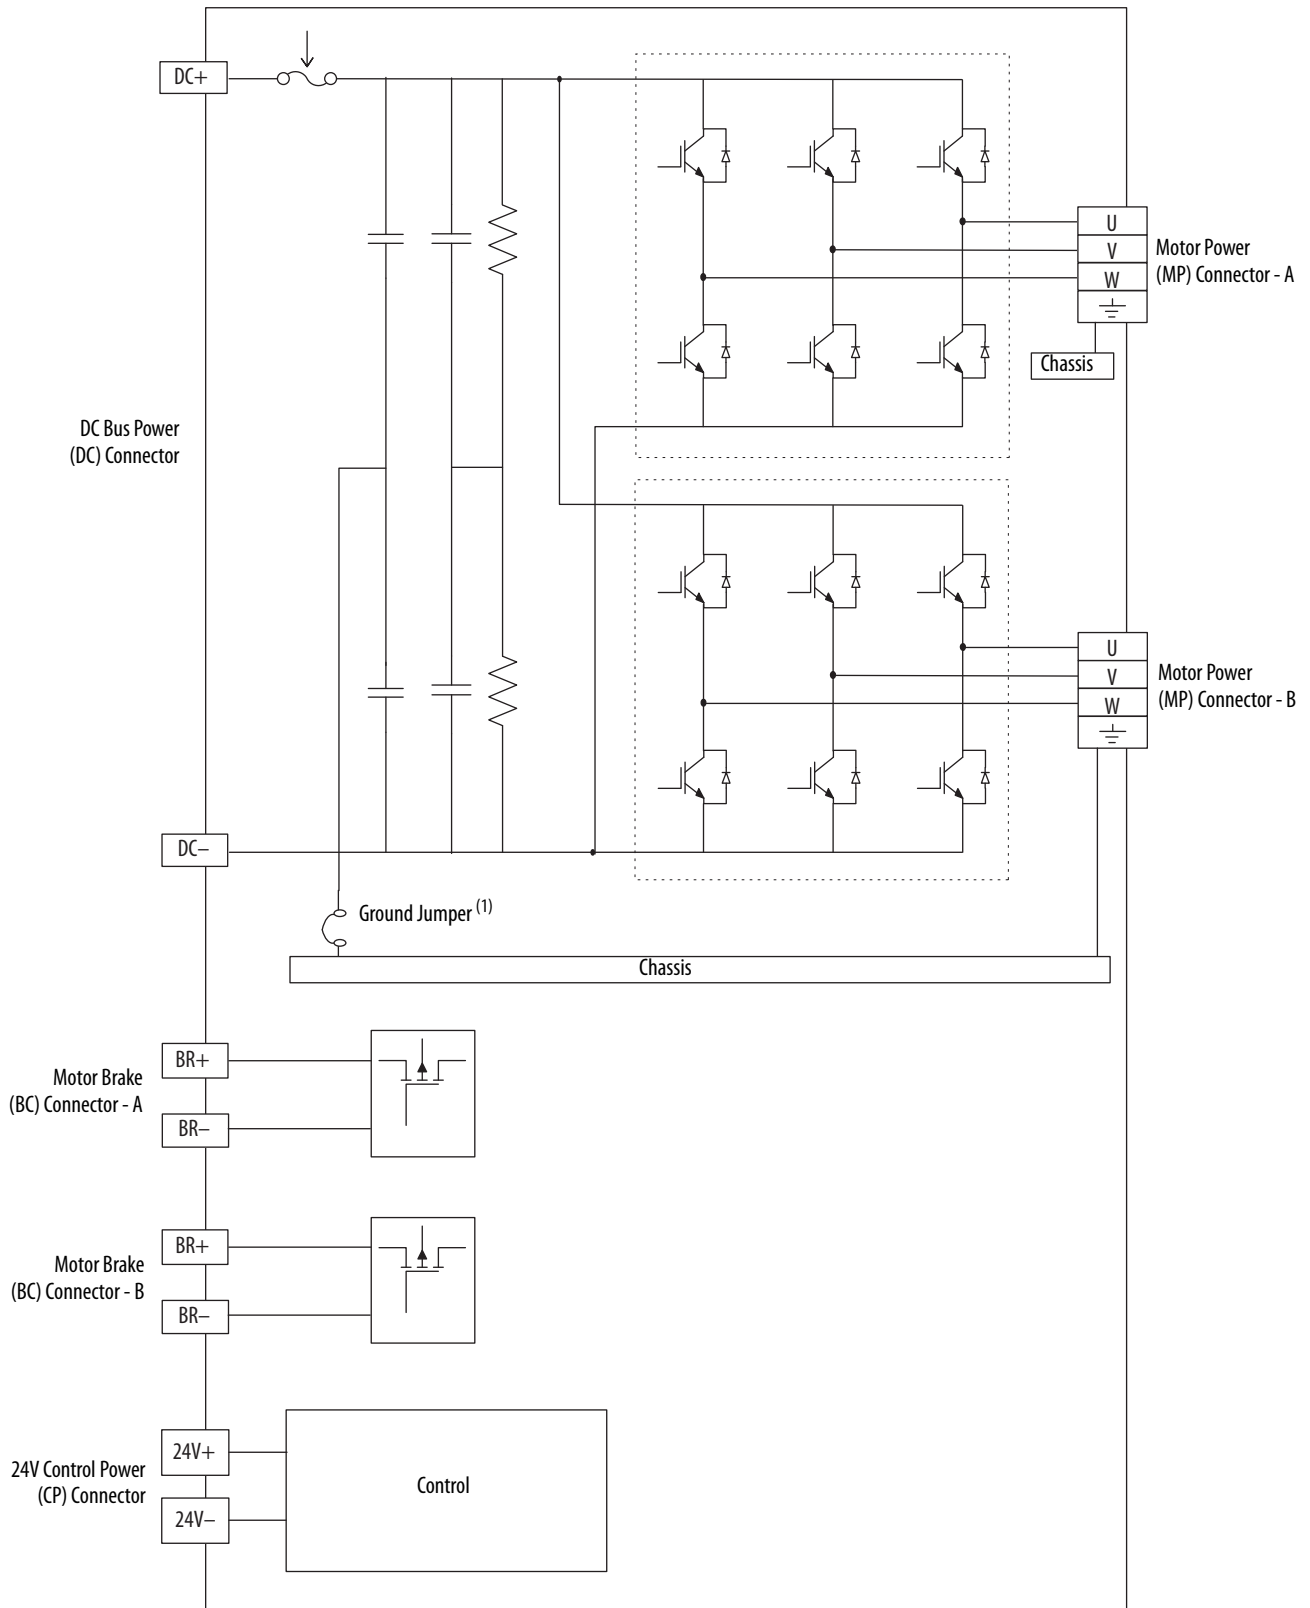 DC+
U
V
W
Motor Power
(MP) Connector - A
Chassis
DC Bus Power
(DC) Connector
U
V
W
Motor Power
(MP) Connector - B
DC–
Ground Jumper (1)
Chassis
BR+
Motor Brake
(BC) Connector - A
BR–
BR+
Motor Brake
(BC) Connector - B
BR–
24V+
24V Control Power
(CP) Connector
24V–
Control